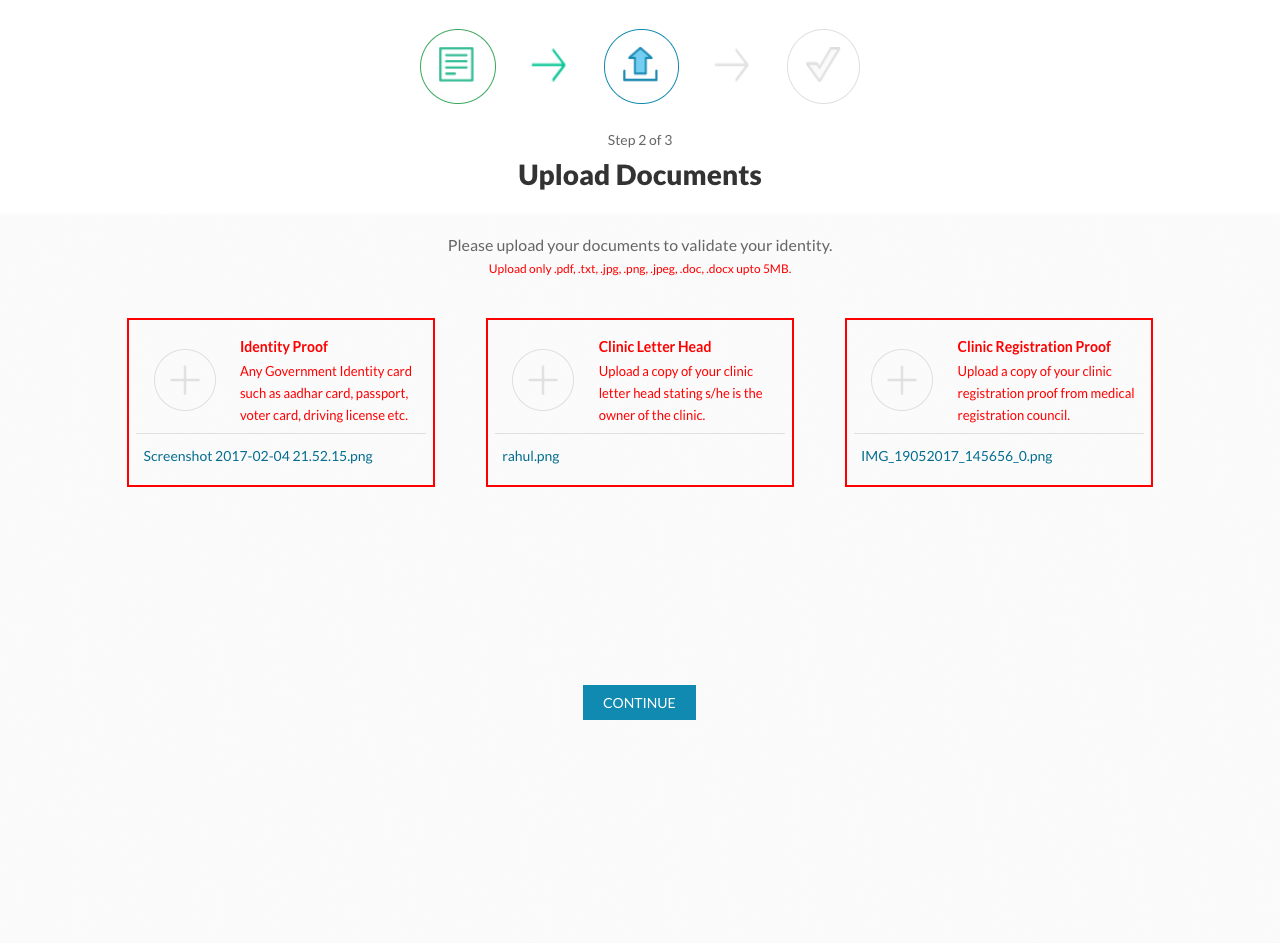 Step 2 of 3
Upload Documents
Please upload your documents to validate your identity.
Upload only .pdf, .txt, .jpg, .png, .jpeg, .doc, .docx upto 5MB.
Identity Proof
Any Government Identity card
such as aadhar card, passport,
voter card, driving license etc.
Screenshot 2017-02-04 21.52.15.png
Clinic Letter Head
Upload a copy of your clinic
letter head stating s/he is the
owner of the clinic.
rahul.png
Clinic Registration Proof
Upload a copy of your clinic
registration proof from medical
registration council.
IMG_19052017_145656_0.png
CONTINUE